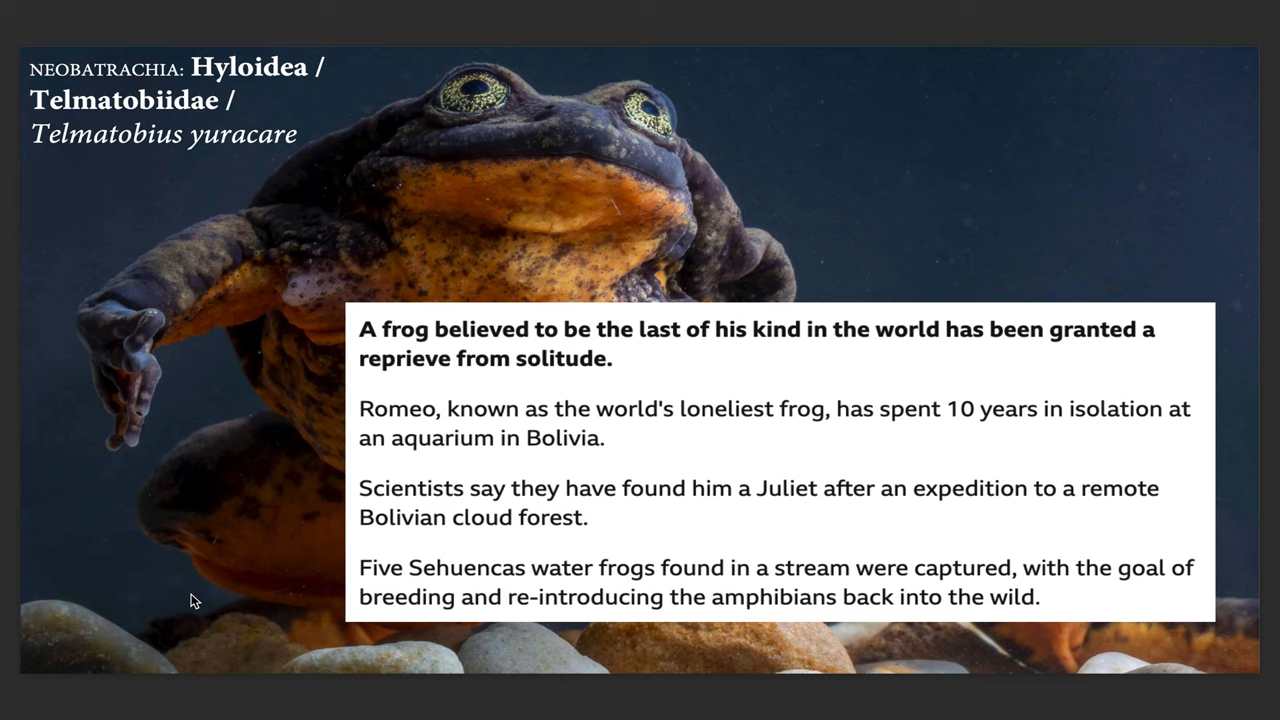 NEOBATRACHIA: Hyloidea /
Telmatobiidae /
Telmatobius yuracare
A frog believed to be the last of his kind in the world has been granted a
reprieve from solitude.
Romeo, known as the world's loneliest frog, has spent 10 years in isolation at
an aquarium in Bolivia.
Scientists say they have found him a Juliet after an expedition to a remote
Bolivian cloud forest.
Five Sehuencas water frogs found in a stream were captured, with the goal of
breeding and re-introducing the amphibians back into the wild.